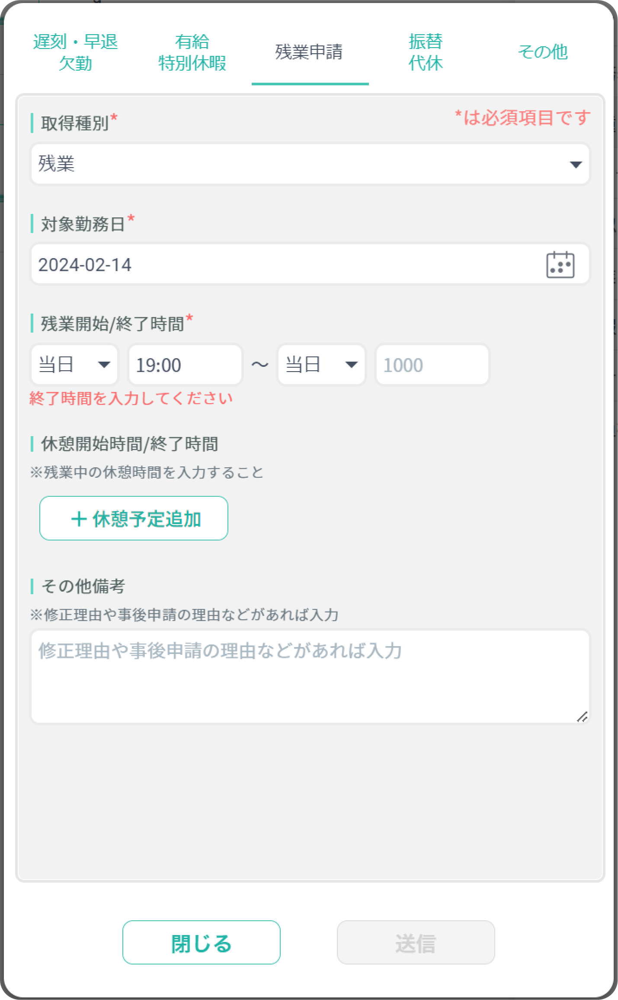 遅刻・早退
欠勤
有給
特別休暇
残業申請
振替
代休
その他
取得種別*
*は必須項目です
残業
対象勤務日*
2024-02-14
残業開始/終了時間*
当日 19:00 ～ 当日 1000
終了時間を入力してください
休憩開始時間/終了時間
※残業中の休憩時間を入力すること
＋休憩予定追加
その他備考
※修正理由や事後申請の理由などがあれば入力
修正理由や事後申請の理由などがあれば入力
閉じる
送信